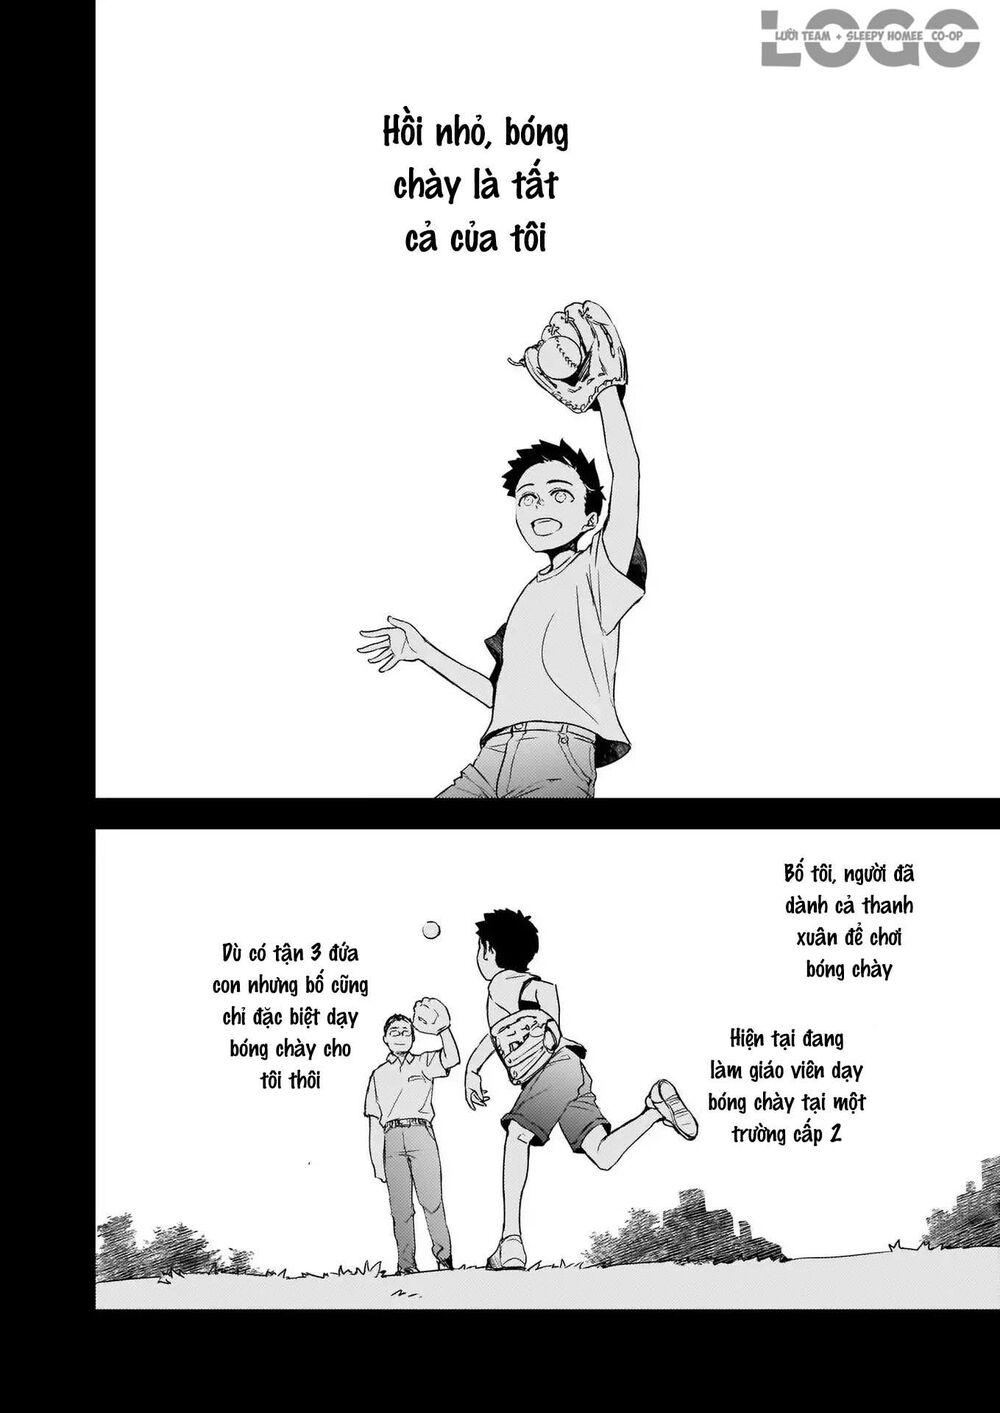 LOGO
LƯỜI TEAM + SLEEPY HOMEE CO-OP
Hồi nhỏ, bóng
chày là tất
cả của tôi
Bố tôi, người đã
dành cả thanh
xuân để chơi
bóng chày
Hiện tại đang
làm giáo viên dạy
bóng chày tại một
trường cấp 2
Dù có tận 3 đứa
con nhưng bố cũng
chỉ đặc biệt dạy
bóng chày cho
tôi thôi